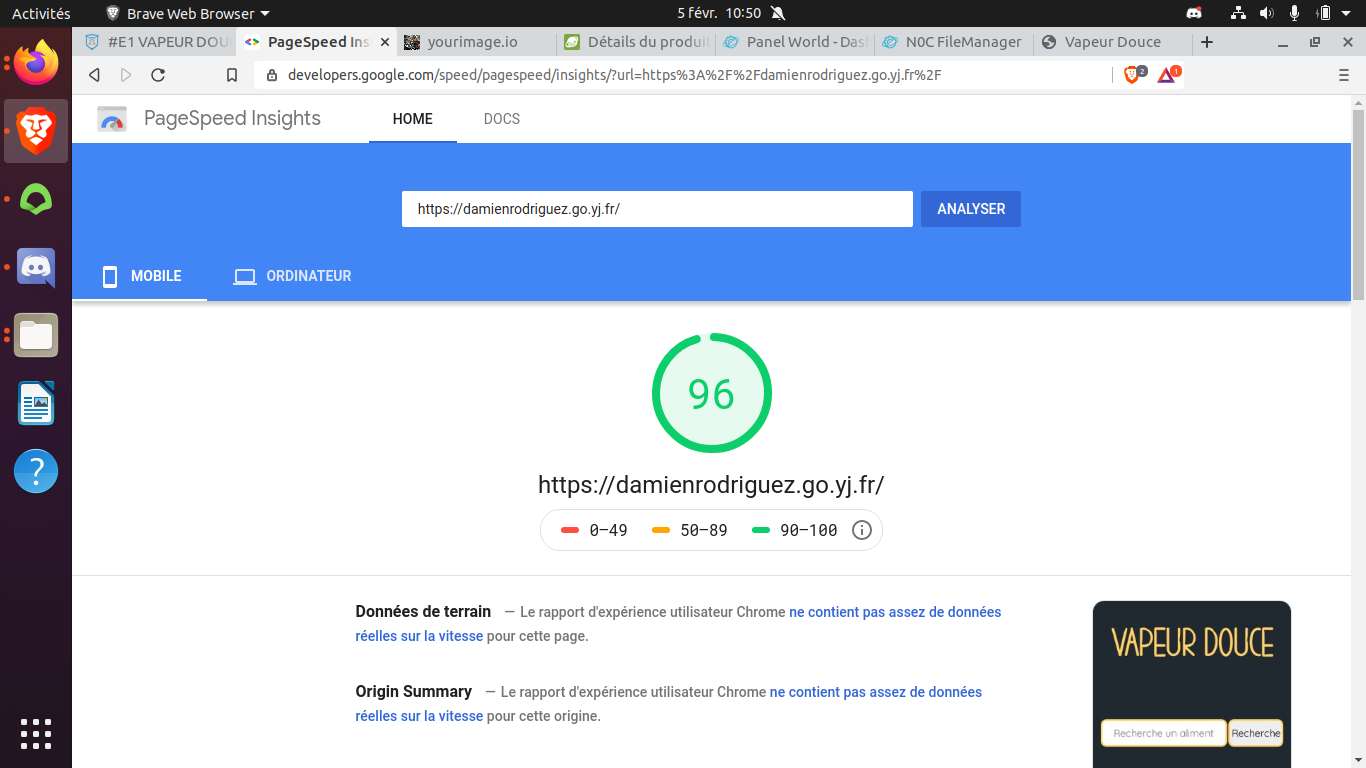 Activités
Brave Web Browser
5 févr. 10:50
#E1 VAPEUR DOU
PageSpeed Ins
yourimage.io
Détails du produit
Panel World - Dash
N0C FileManager
Vapeur Douce
developers.google.com/speed/pagespeed/insights/?url=https%3A%2F%2Fdamienrodriguez.go.yj.fr%2F
2
1
PageSpeed Insights
HOME
DOCS
https://damienrodriguez.go.yj.fr/
ANALYSER
MOBILE
ORDINATEUR
96
https://damienrodriguez.go.yj.fr/
0–49
50–89
90–100
Données de terrain — Le rapport d'expérience utilisateur Chrome ne contient pas assez de données
réelles sur la vitesse pour cette page.
Origin Summary — Le rapport d'expérience utilisateur Chrome ne contient pas assez de données
réelles sur la vitesse pour cette origine.
VAPEUR DOUCE
Recherche un aliment
Recherche